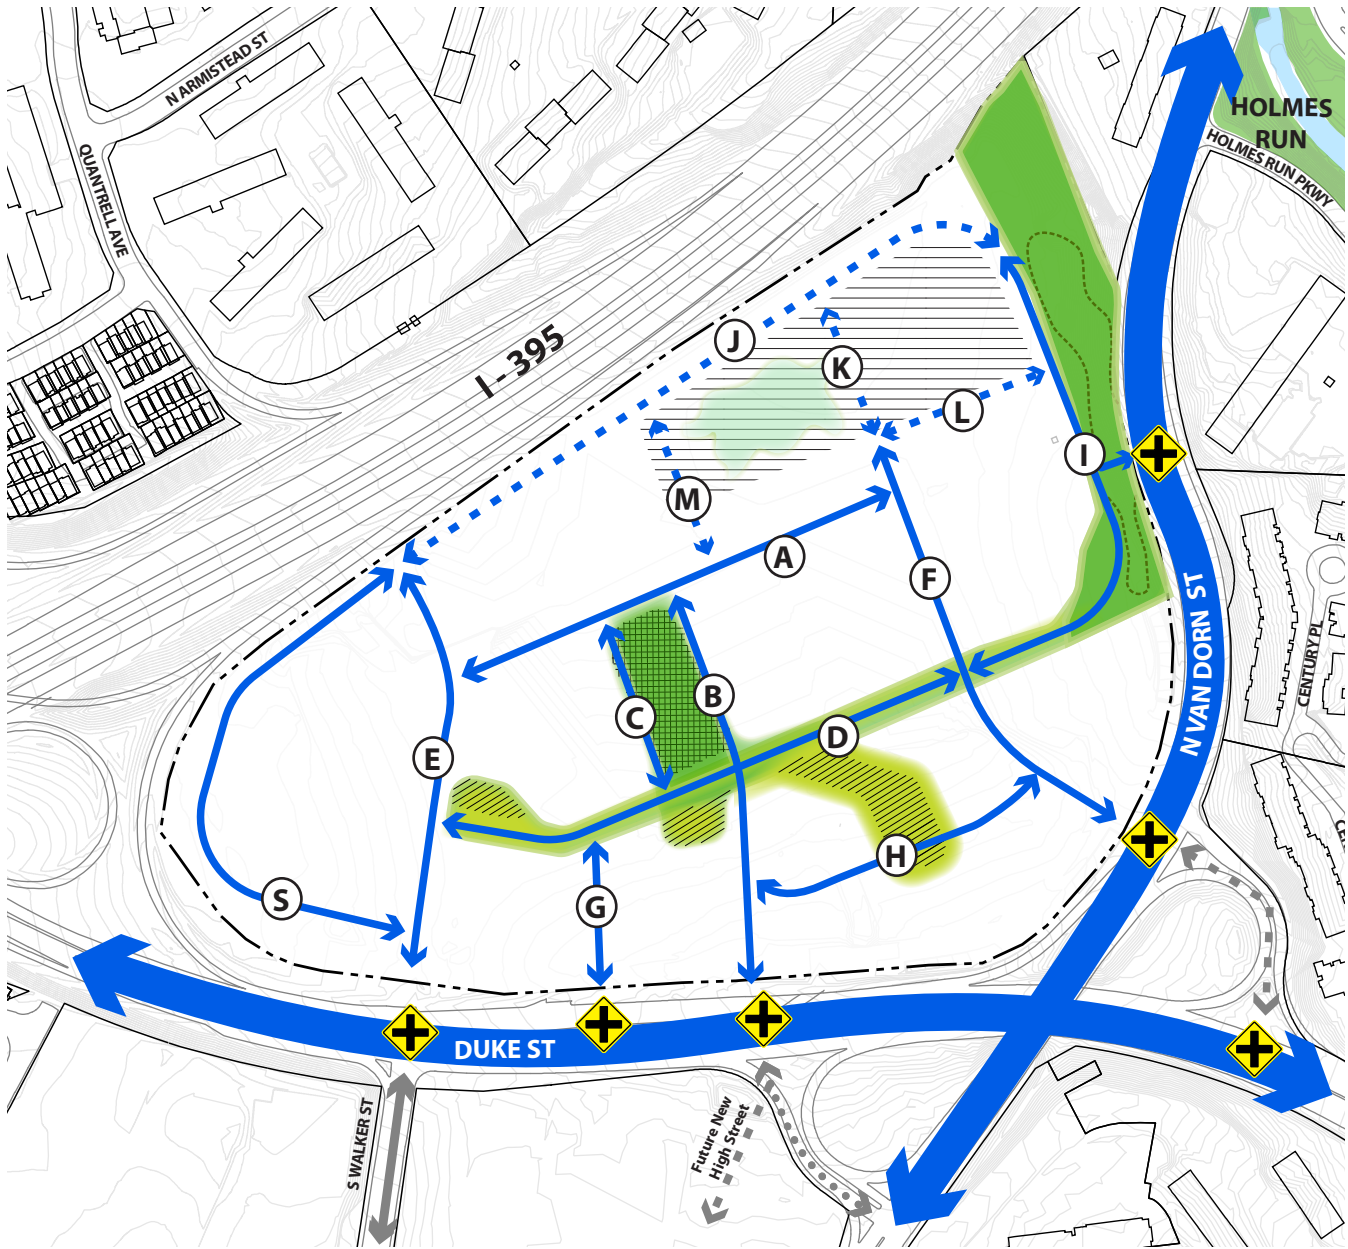 N ARMISTEAD ST
QUANTRELL AVE
HOLMES
RUN
HOLMES RUN PKWY
I - 395
J
K
L
M
I
A
F
B
C
D
E
H
G
S
N VAN DORN ST
CENTURY PL
CEN
DUKE ST
S WALKER ST
Future New
High Street